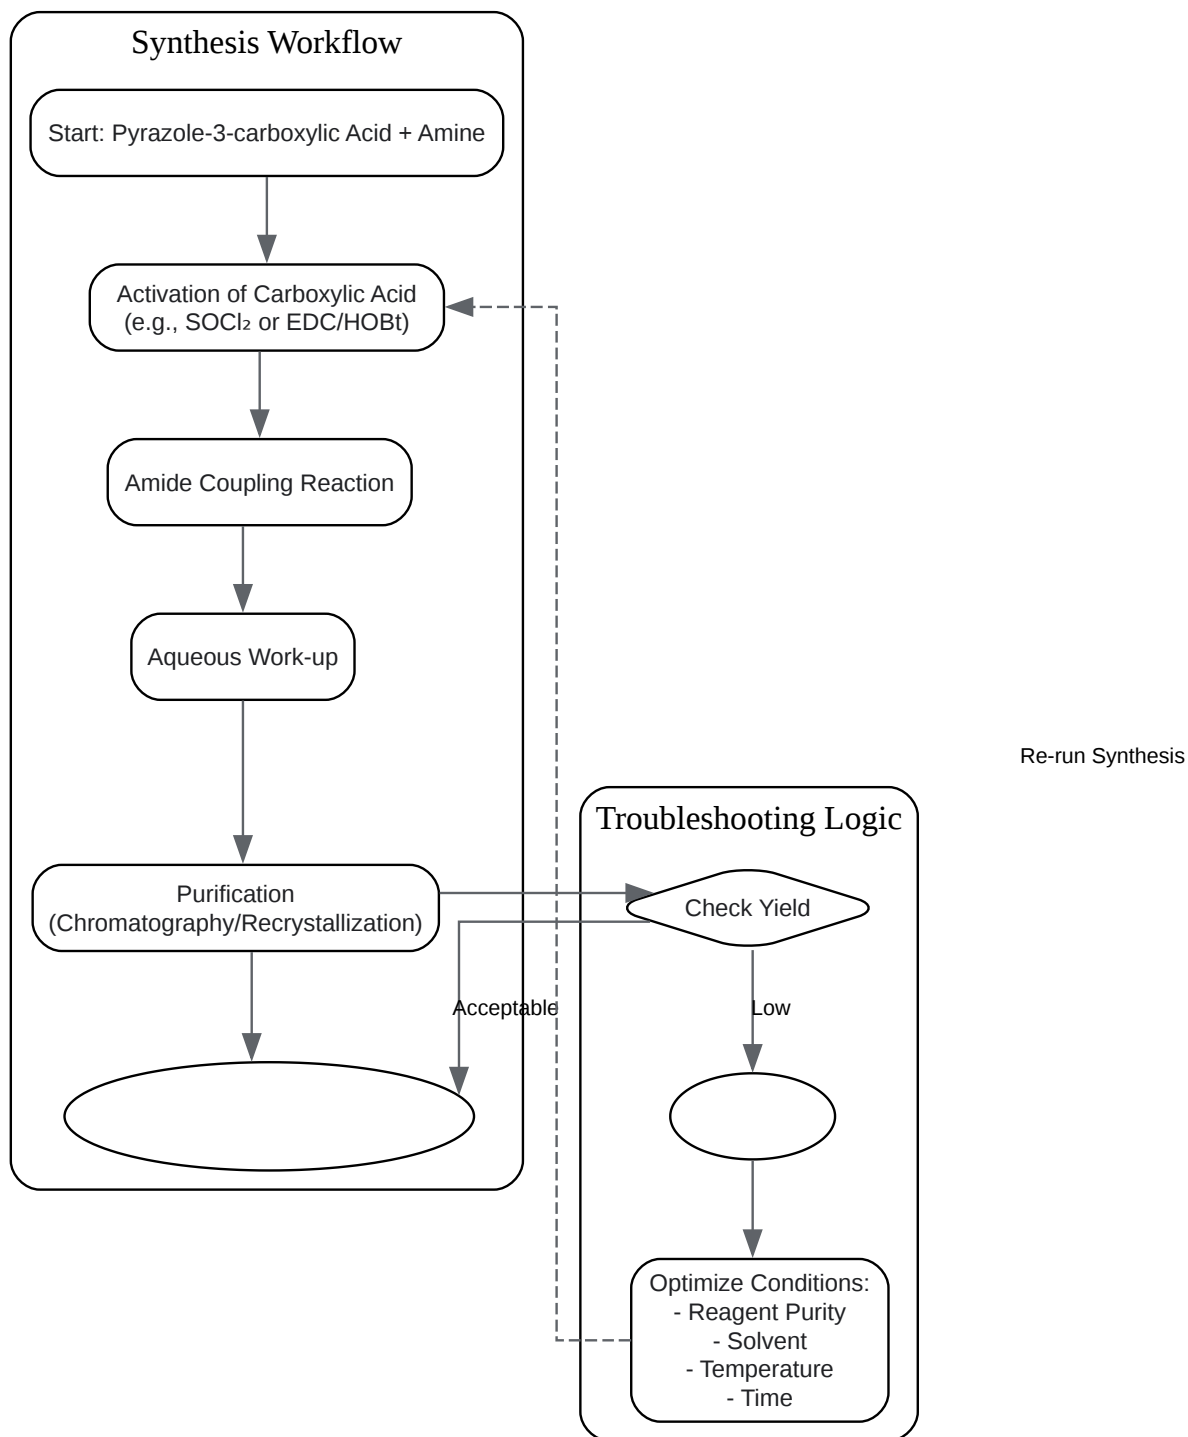 Synthesis Workflow
Start: Pyrazole-3-carboxylic Acid + Amine
Activation of Carboxylic Acid
(e.g., SOCl₂ or EDC/HOBt)
Amide Coupling Reaction
Aqueous Work-up
Purification
(Chromatography/Recrystallization)
Acceptable
Re-run Synthesis
Troubleshooting Logic
Check Yield
Low
Optimize Conditions:
- Reagent Purity
- Solvent
- Temperature
- Time